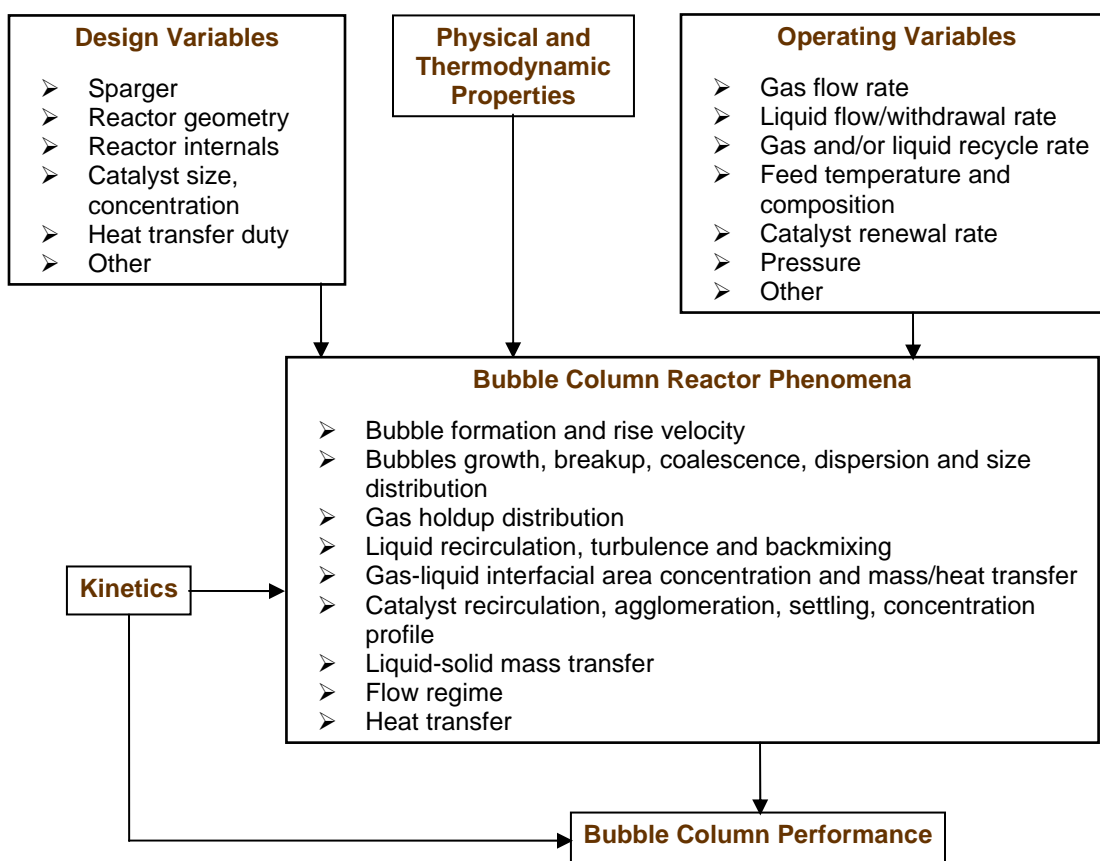 Design Variables
➢ Sparger
➢ Reactor geometry
➢ Reactor internals
➢ Catalyst size,
concentration
➢ Heat transfer duty
➢ Other
Physical and
Thermodynamic
Properties
Operating Variables
➢ Gas flow rate
➢ Liquid flow/withdrawal rate
➢ Gas and/or liquid recycle rate
➢ Feed temperature and
composition
➢ Catalyst renewal rate
➢ Pressure
➢ Other
Bubble Column Reactor Phenomena
➢ Bubble formation and rise velocity
➢ Bubbles growth, breakup, coalescence, dispersion and size
distribution
➢ Gas holdup distribution
➢ Liquid recirculation, turbulence and backmixing
➢ Gas-liquid interfacial area concentration and mass/heat transfer
➢ Catalyst recirculation, agglomeration, settling, concentration
profile
➢ Liquid-solid mass transfer
➢ Flow regime
➢ Heat transfer
Kinetics
Bubble Column Performance